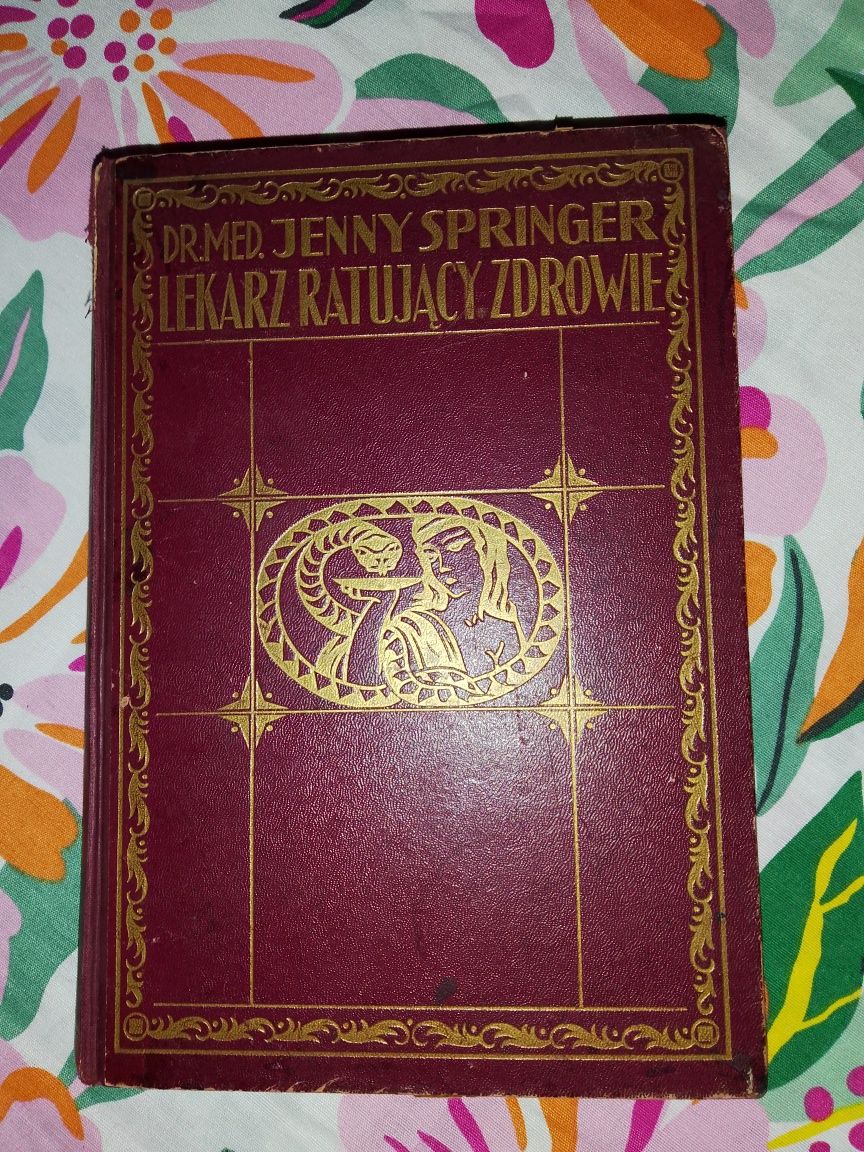 DR.MED. JENNY SPRINGER
LEKARZ RATUJĄCY ZDROWIE